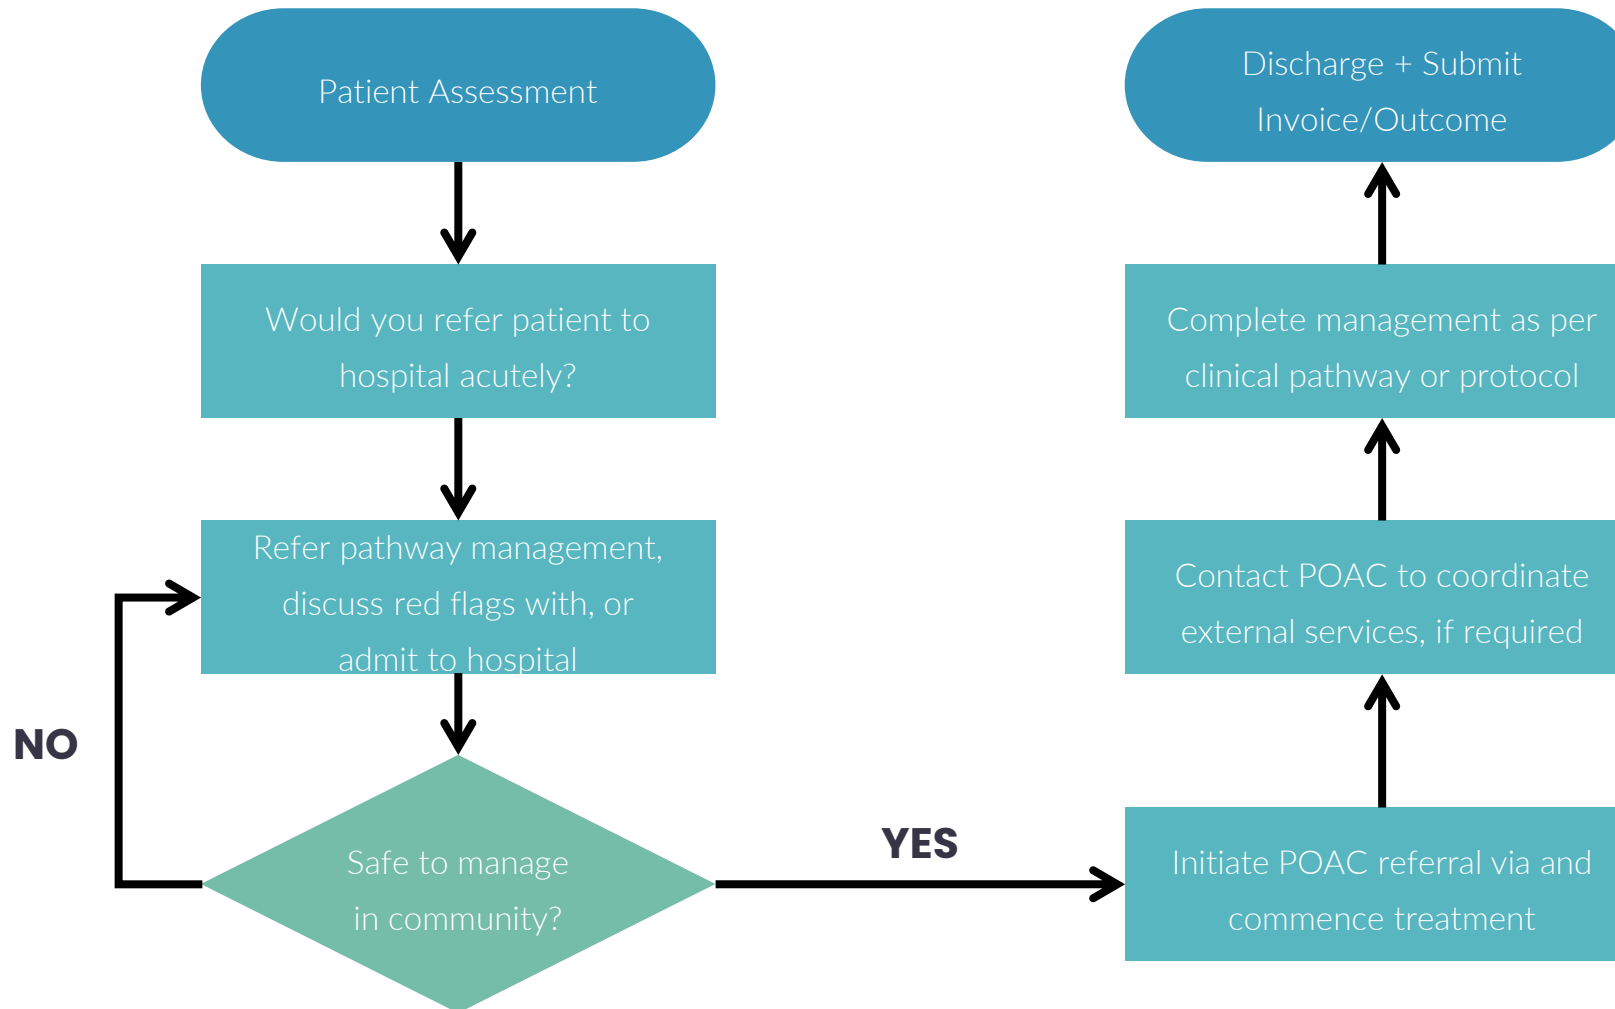 Patient Assessment
Would you refer patient to
hospital acutely?
Refer pathway management,
discuss red flags with, or
admit to hospital
NO
Safe to manage
in community?
YES
Initiate POAC referral via and
commence treatment
Contact POAC to coordinate
external services, if required
Complete management as per
clinical pathway or protocol
Discharge + Submit
Invoice/Outcome